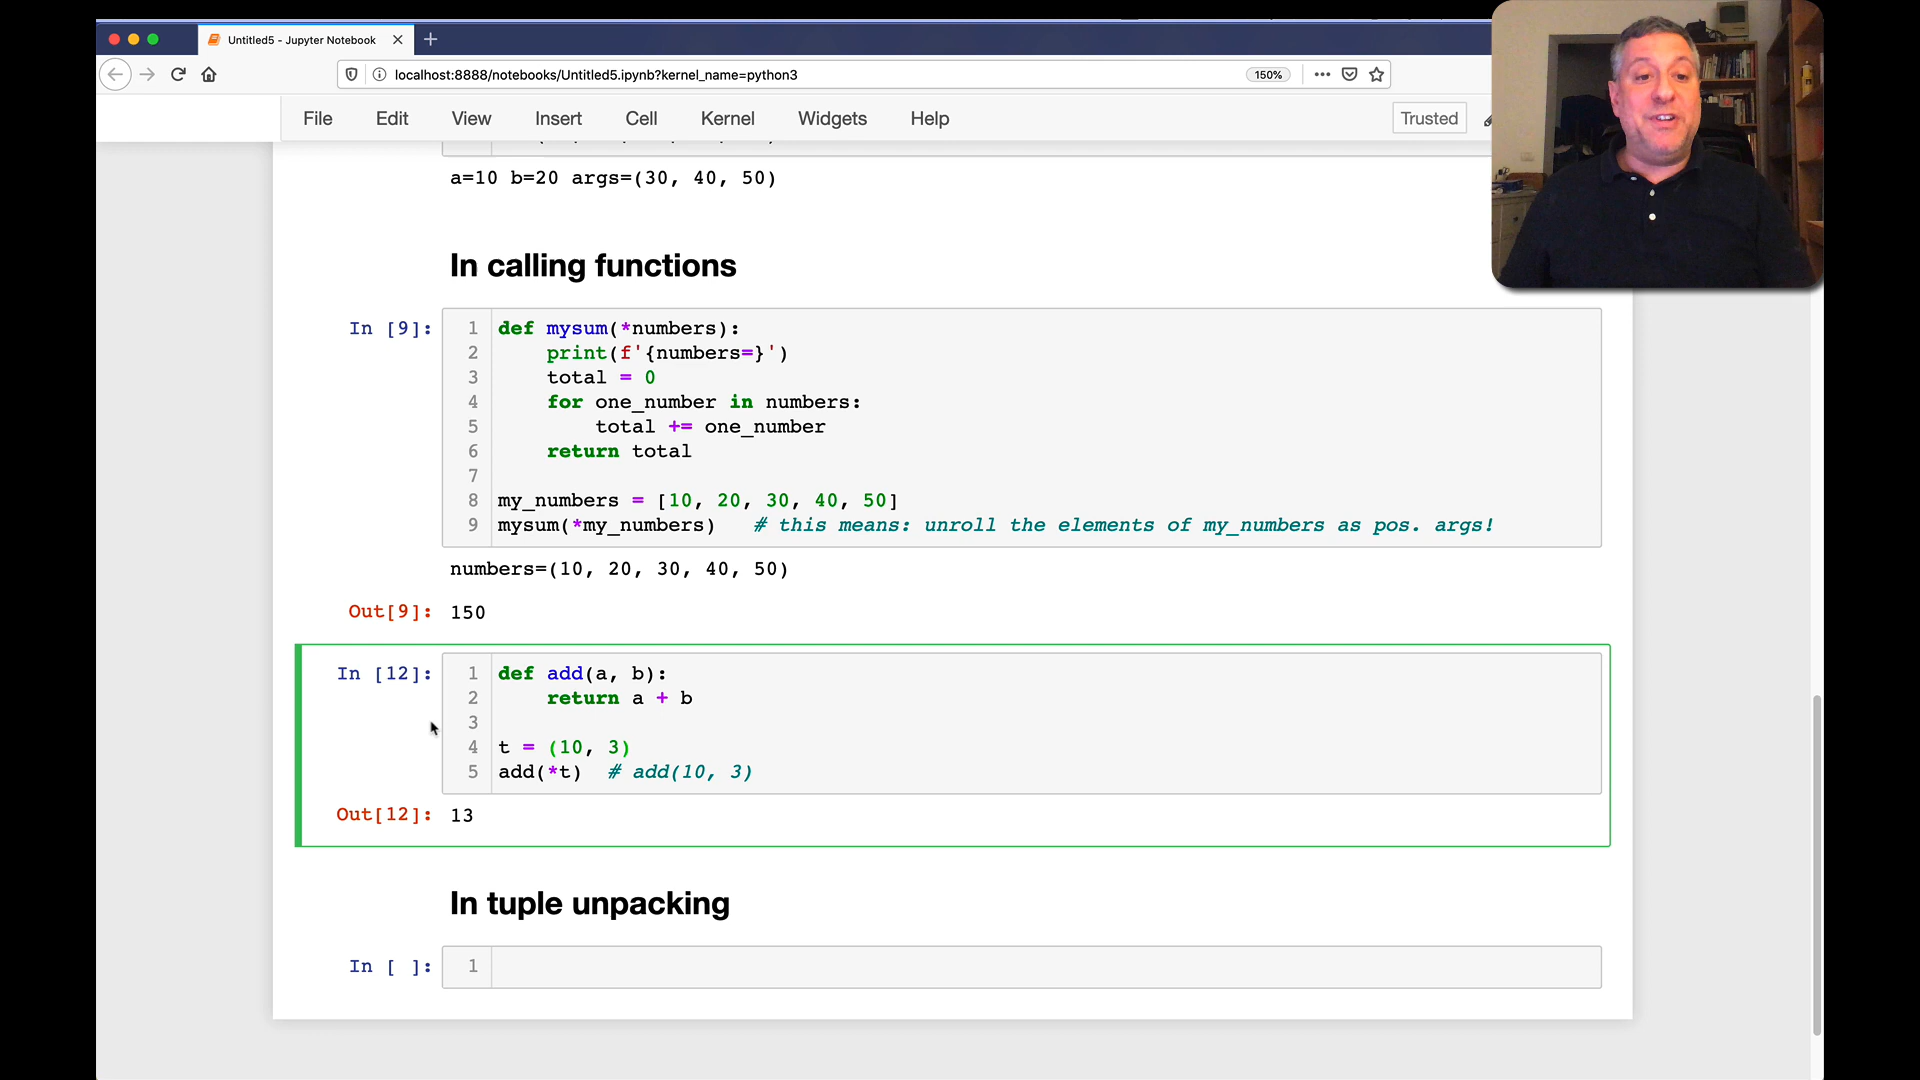 Untitled5 - Jupyter Notebook
localhost:8888/notebooks/Untitled5.ipynb?kernel_name=python3
150%
File Edit View Insert Cell Kernel Widgets Help
Trusted
a=10 b=20 args=(30, 40, 50)
In calling functions
In [9]:
1 def mysum(*numbers):
2     print(f'{numbers=}')
3     total = 0
4     for one_number in numbers:
5         total += one_number
6     return total
7
8 my_numbers = [10, 20, 30, 40, 50]
9 mysum(*my_numbers)   # this means: unroll the elements of my_numbers as pos. args!
numbers=(10, 20, 30, 40, 50)
Out[9]: 150
In [12]:
1 def add(a, b):
2     return a + b
3
4 t = (10, 3)
5 add(*t)  # add(10, 3)
Out[12]: 13
In tuple unpacking
In [ ]: 1